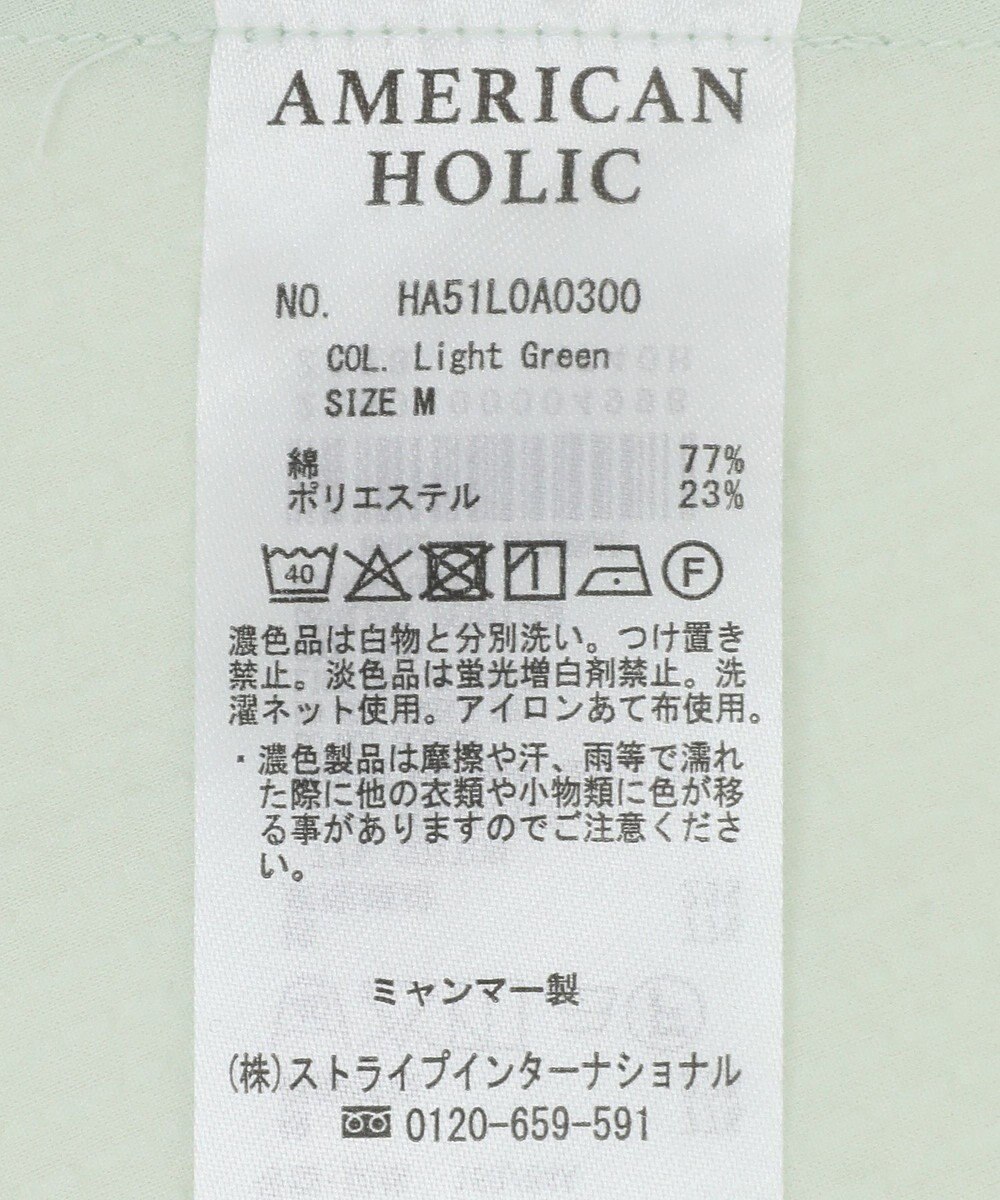 AMERICAN
HOLIC
NO. HA51L0A0300
COL. Light Green
SIZE M
綿 77%
ポリエステル 23%
40 F
濃色品は白物と分別洗い。つけ置き
禁止。淡色品は蛍光増白剤禁止。洗
濯ネット使用。アイロンあて布使用。
・濃色製品は摩擦や汗、雨等で濡れ
た際に他の衣類や小物類に色が移
る事がありますのでご注意くださ
い。
ミャンマー製
(株)ストライプインターナショナル
0120-659-591